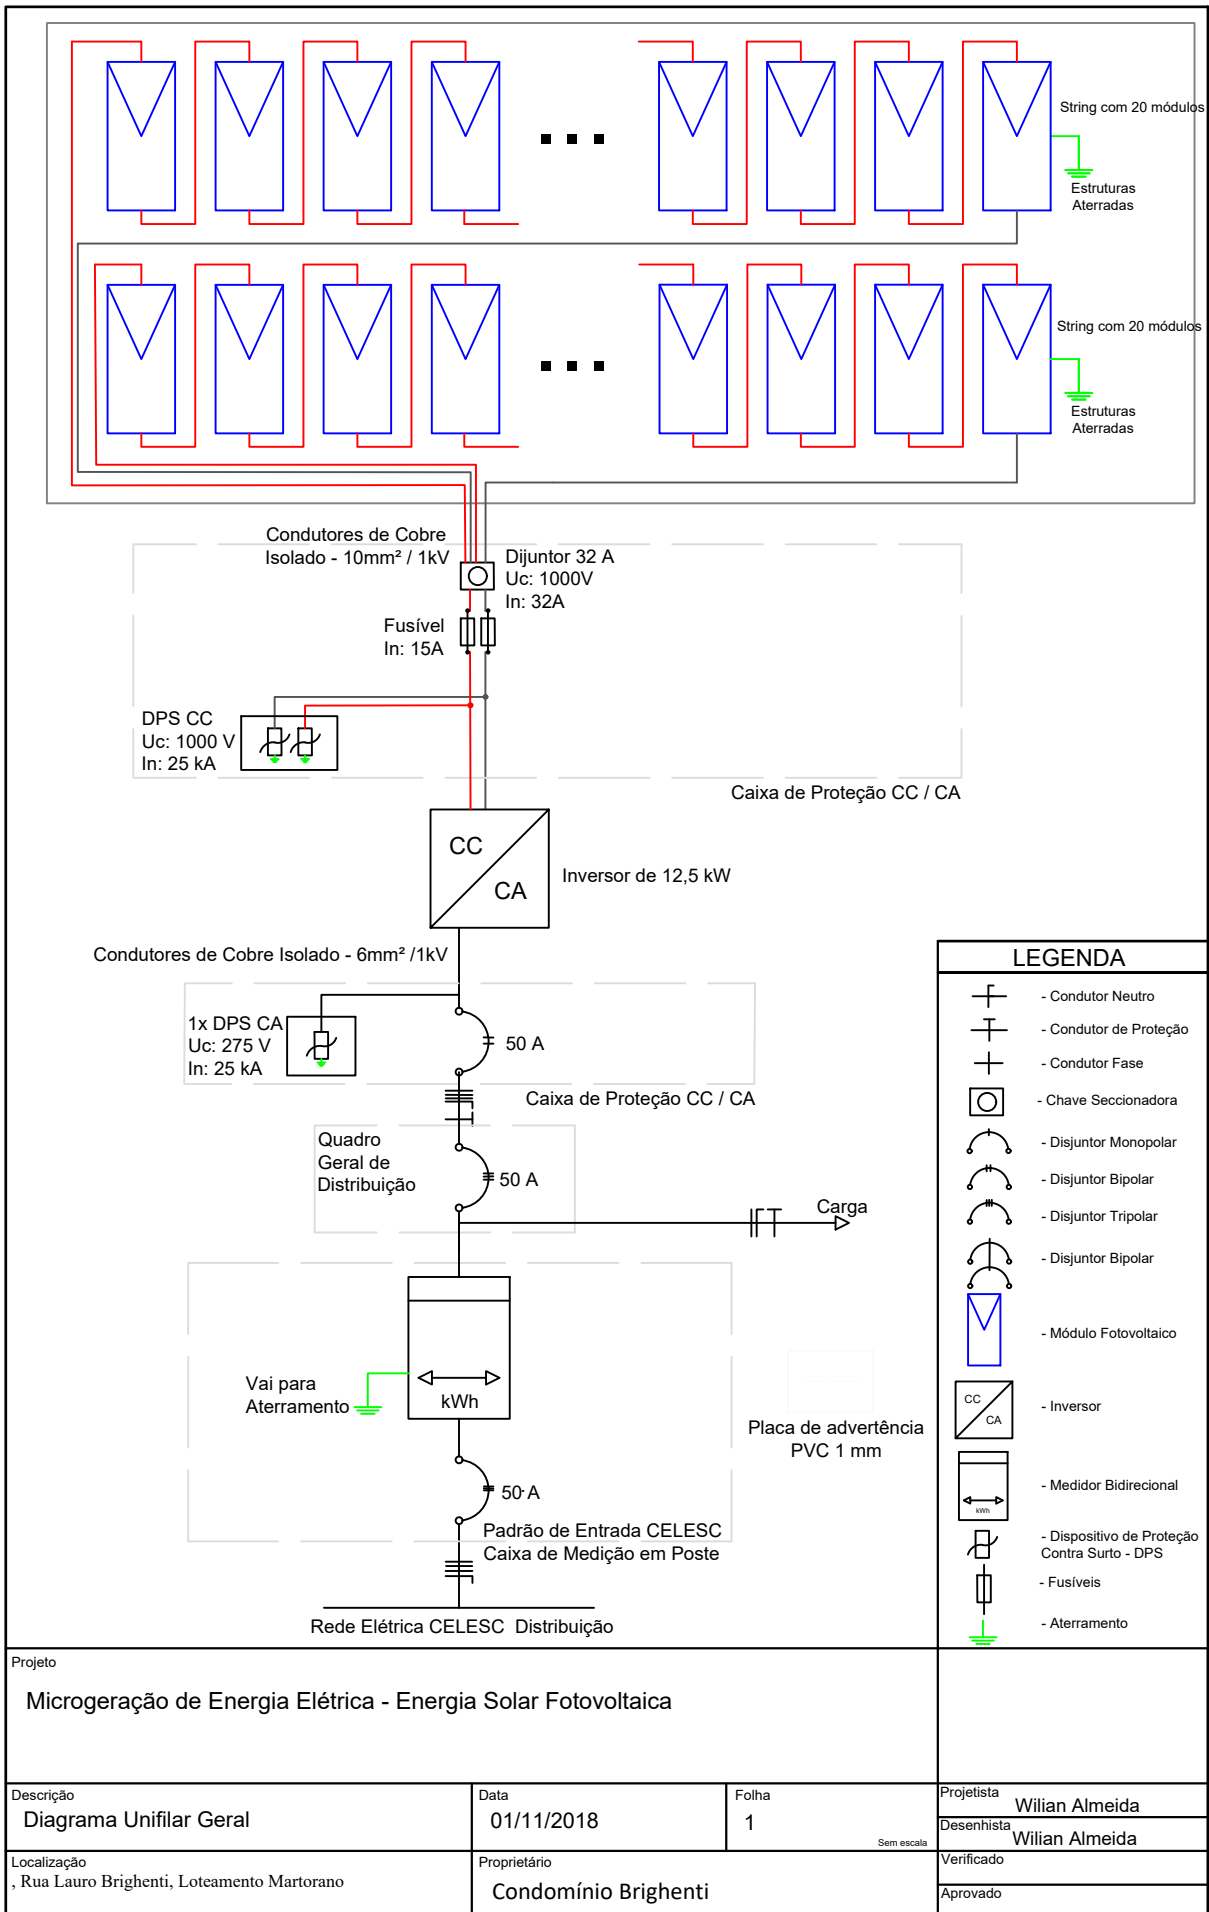 String com 20 módulos
Estruturas
Aterradas
String com 20 módulos
Estruturas
Aterradas
Condutores de Cobre
Isolado - 10mm² / 1kV
Dijuntor 32 A
Uc: 1000V
In: 32A
Fusível
In: 15A
DPS CC
Uc: 1000 V
In: 25 kA
Caixa de Proteção CC / CA
CC
CA
Inversor de 12,5 kW
Condutores de Cobre Isolado - 6mm² /1kV
1x DPS CA
Uc: 275 V
In: 25 kA
50 A
Caixa de Proteção CC / CA
Quadro
Geral de
Distribuição
50 A
Carga
Vai para
Aterramento
kWh
Placa de advertência
PVC 1 mm
50 A
Padrão de Entrada CELESC
Caixa de Medição em Poste
Rede Elétrica CELESC Distribuição
LEGENDA
- Condutor Neutro
- Condutor de Proteção
- Condutor Fase
- Chave Seccionadora
- Disjuntor Monopolar
- Disjuntor Bipolar
- Disjuntor Tripolar
- Disjuntor Bipolar
- Módulo Fotovoltaico
CC
CA
- Inversor
kWh
- Medidor Bidirecional
- Dispositivo de Proteção
Contra Surto - DPS
- Fusíveis
- Aterramento
Projeto
Microgeração de Energia Elétrica - Energia Solar Fotovoltaica
Descrição
Diagrama Unifilar Geral
Data
01/11/2018
Folha
1
Sem escala
Projetista
Wilian Almeida
Desenhista
Wilian Almeida
Localização
, Rua Lauro Brighenti, Loteamento Martorano
Proprietário
Condomínio Brighenti
Verificado
Aprovado